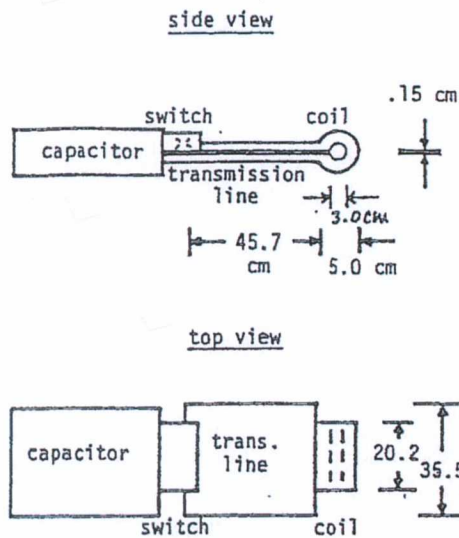 side view
switch
coil
.15 cm
capacitor
transmission
line
3.0cm
45.7
cm
5.0 cm
top view
capacitor
trans.
line
20.2
35.5
switch
coil